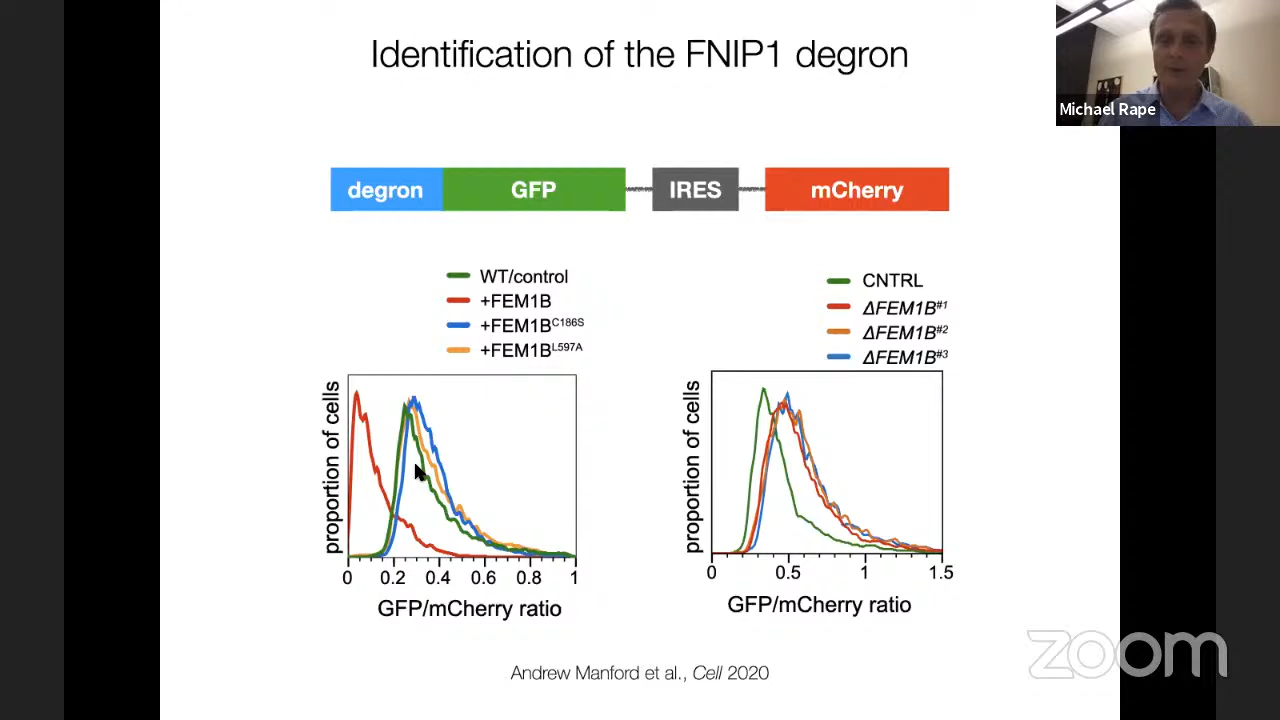 Identification of the FNIP1 degron
Michael Rape
degron GFP IRES mCherry
WT/control
+FEM1B
+FEM1B^C186S
+FEM1B^L597A
proportion of cells
0 0.2 0.4 0.6 0.8 1
GFP/mCherry ratio
CNTRL
ΔFEM1B^#1
ΔFEM1B^#2
ΔFEM1B^#3
proportion of cells
0 0.5 1 1.5
GFP/mCherry ratio
Andrew Manford et al., Cell 2020
zoom